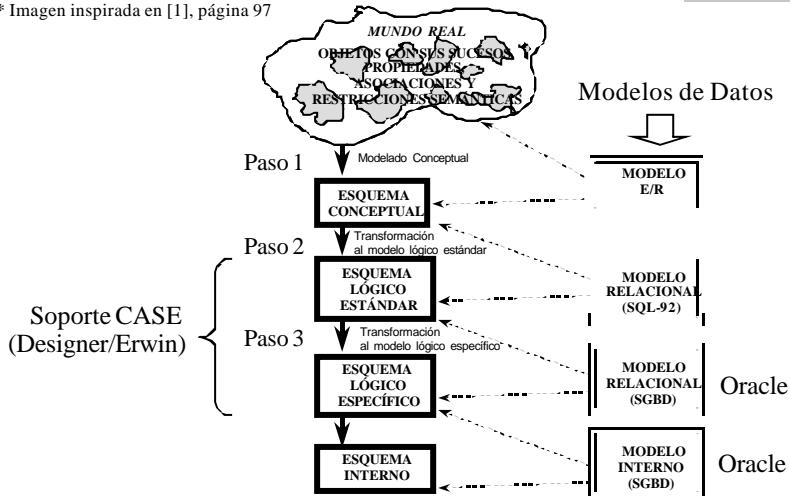 * Imagen inspirada en [1], página 97
MUNDO REAL
OBJETOS CON SUS SUCESOS,
PROPIEDADES,
ASOCIACIONES Y
RESTRICCIONES SEMÁNTICAS
Modelos de Datos
Paso 1
Modelado Conceptual
MODELO
E/R
ESQUEMA
CONCEPTUAL
Paso 2
Transformación
al modelo lógico estándar
ESQUEMA
LÓGICO
ESTÁNDAR
MODELO
RELACIONAL
(SQL-92)
Soporte CASE
(Designer/Erwin)
Paso 3
Transformación
al modelo lógico específico
ESQUEMA
LÓGICO
ESPECÍFICO
MODELO
RELACIONAL
(SGBD)
Oracle
ESQUEMA
INTERNO
MODELO
INTERNO
(SGBD)
Oracle